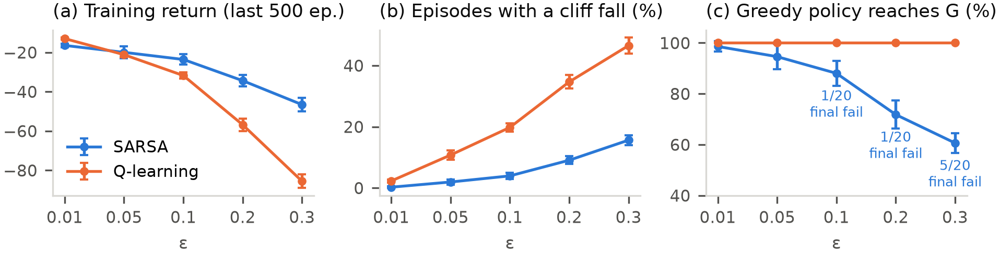 (a) Training return (last 500 ep.)
−20
−40
−60
−80
SARSA
Q-learning
0.01 0.05 0.1 0.2 0.3
ε
(b) Episodes with a cliff fall (%)
40
20
0
0.01 0.05 0.1 0.2 0.3
ε
(c) Greedy policy reaches G (%)
100
80
60
40
1/20
final fail
1/20
final fail
5/20
final fail
0.01 0.05 0.1 0.2 0.3
ε